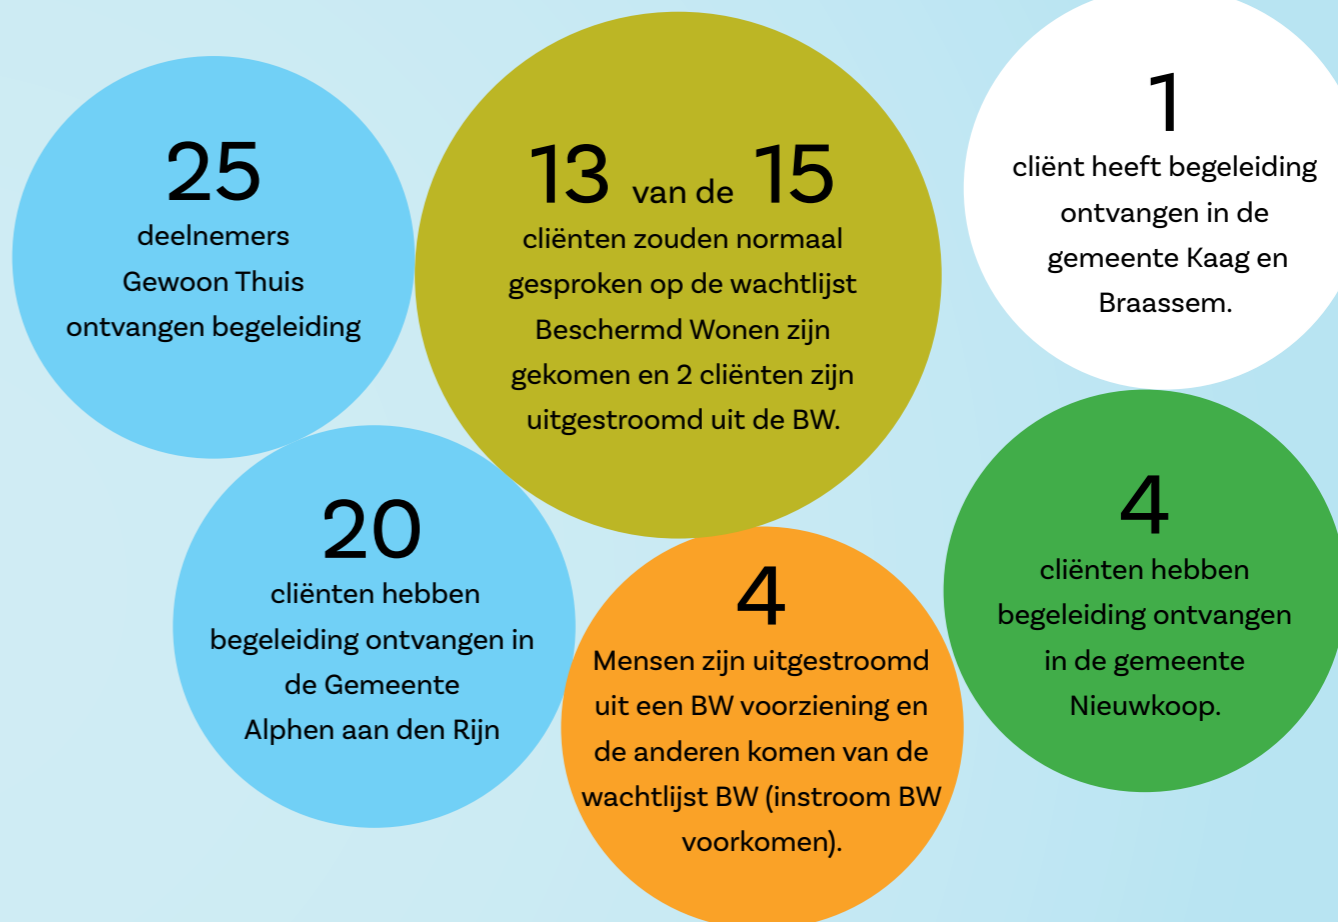 25
deelnemers
Gewoon Thuis
ontvangen begeleiding
13 van de 15
cliënten zouden normaal
gesproken op de wachtlijst
Beschermd Wonen zijn
gekomen en 2 cliënten zijn
uitgestroomd uit de BW.
1
cliënt heeft begeleiding
ontvangen in de
gemeente Kaag en
Braassem.
20
cliënten hebben
begeleiding ontvangen in
de Gemeente
Alphen aan den Rijn
4
Mensen zijn uitgestroomd
uit een BW voorziening en
de anderen komen van de
wachtlijst BW (instroom BW
voorkomen).
4
cliënten hebben
begeleiding ontvangen
in de gemeente
Nieuwkoop.